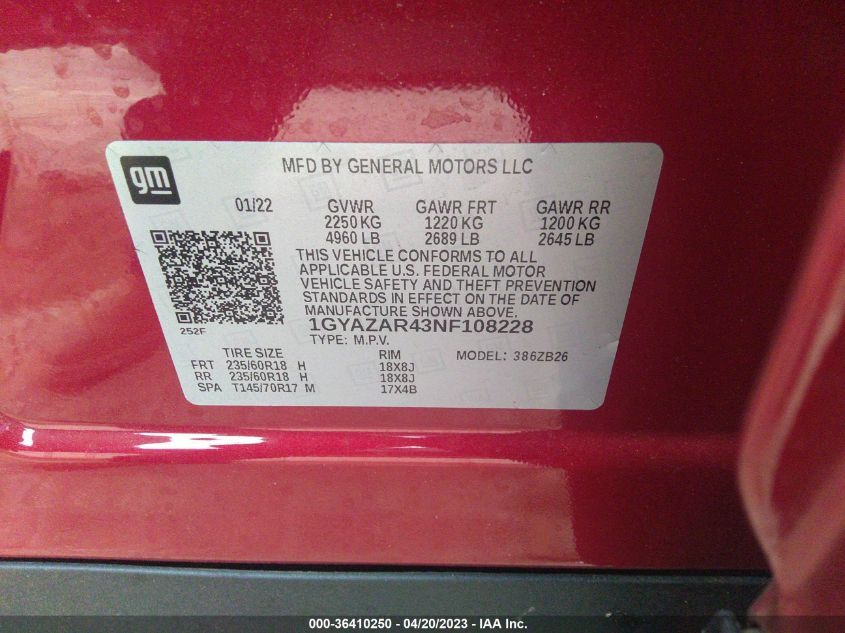 gm
MFD BY GENERAL MOTORS LLC
01/22 GVWR GAWR FRT GAWR RR
2250 KG 1220 KG 1200 KG
4960 LB 2689 LB 2645 LB
THIS VEHICLE CONFORMS TO ALL
APPLICABLE U.S. FEDERAL MOTOR
VEHICLE SAFETY AND THEFT PREVENTION
STANDARDS IN EFFECT ON THE DATE OF
MANUFACTURE SHOWN ABOVE.
252F 1GYAZAR43NF108228
TYPE: M.P.V.
TIRE SIZE RIM MODEL: 386ZB26
FRT 235/60R18 H 18X8J
RR 235/60R18 H 18X8J
SPA T145/70R17 M 17X4B
000-36410250 - 04/20/2023 - IAA Inc.